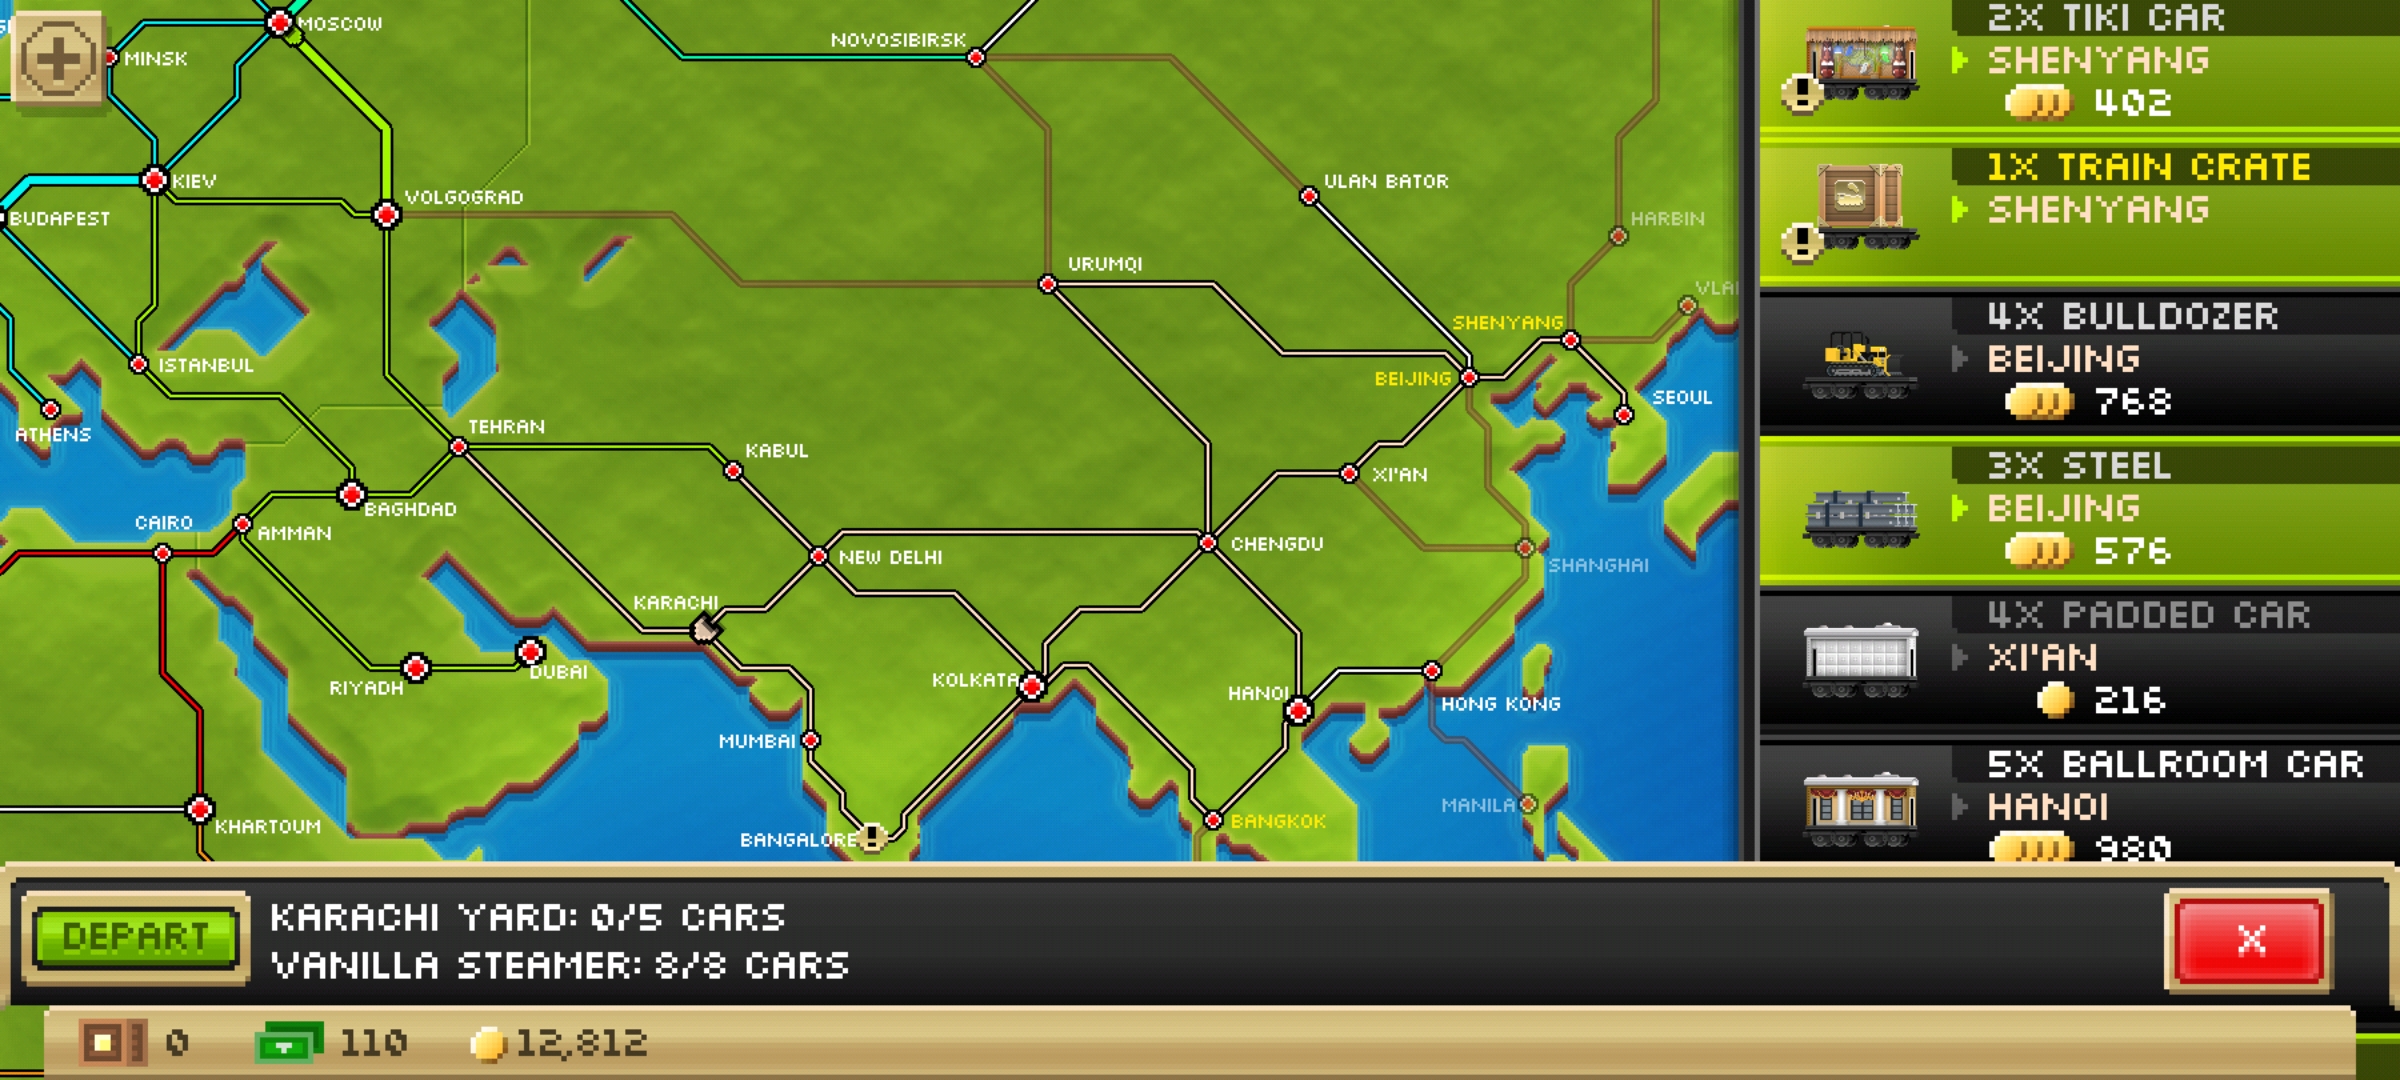 MOSCOW
2X TIKI CAR
NOVOSIBIRSK
MINSK
SHENYANG
402
1X TRAIN CRATE
KIEV
ULAN BATOR
VOLGOGRAD
SHENYANG
BUDAPEST
HARBIN
URUMQI
VLA
4X BULLDOZER
SHENYANG
ISTANBUL
BEIJING
BEIJING
SEOUL
768
TEHRAN
ATHENS
KABUL
3X STEEL
XI'AN
BAGHDAD
BEIJING
CAIRO
AMMAN
CHENGDU
NEW DELHI
576
SHANGHAI
KARACHI
4X PADDED CAR
XI'AN
DUBAI
KOLKATA
RIYADH
HANOI
216
HONG KONG
MUMBAI
5X BALLROOM CAR
MANILA
HANOI
KHARTOUM
BANGKOK
BANGALORE
980
DEPART
KARACHI YARD: 0/5 CARS
VANILLA STEAMER: 8/8 CARS
X
0
110
12,812